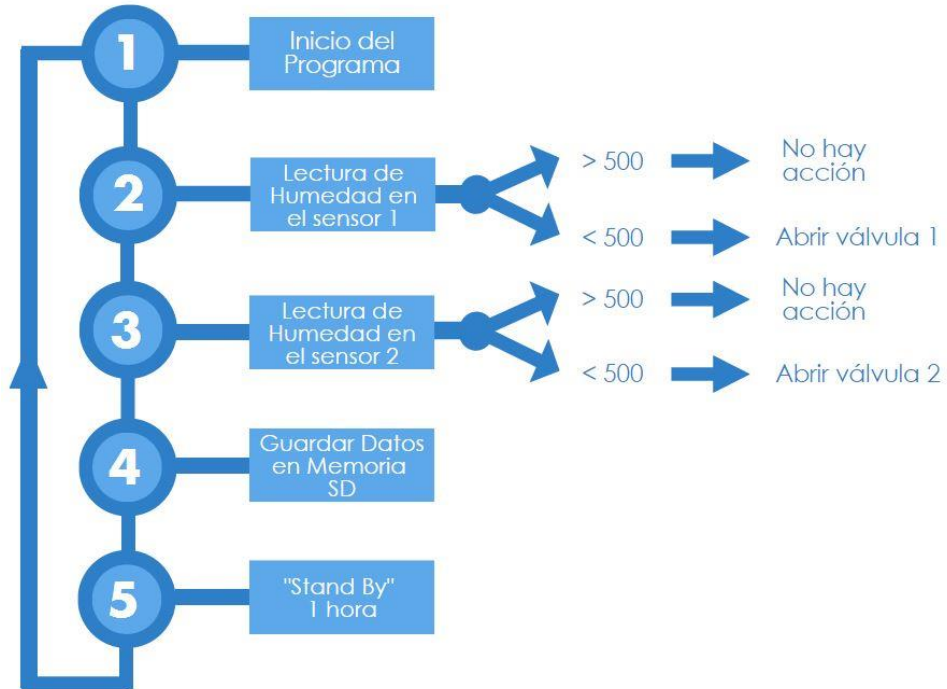 1
Inicio del
Programa
2
Lectura de
Humedad en
el sensor 1
> 500
No hay
acción
< 500
Abrir válvula 1
3
Lectura de
Humedad en
el sensor 2
> 500
No hay
acción
< 500
Abrir válvula 2
4
Guardar Datos
en Memoria
SD
5
"Stand By"
1 hora